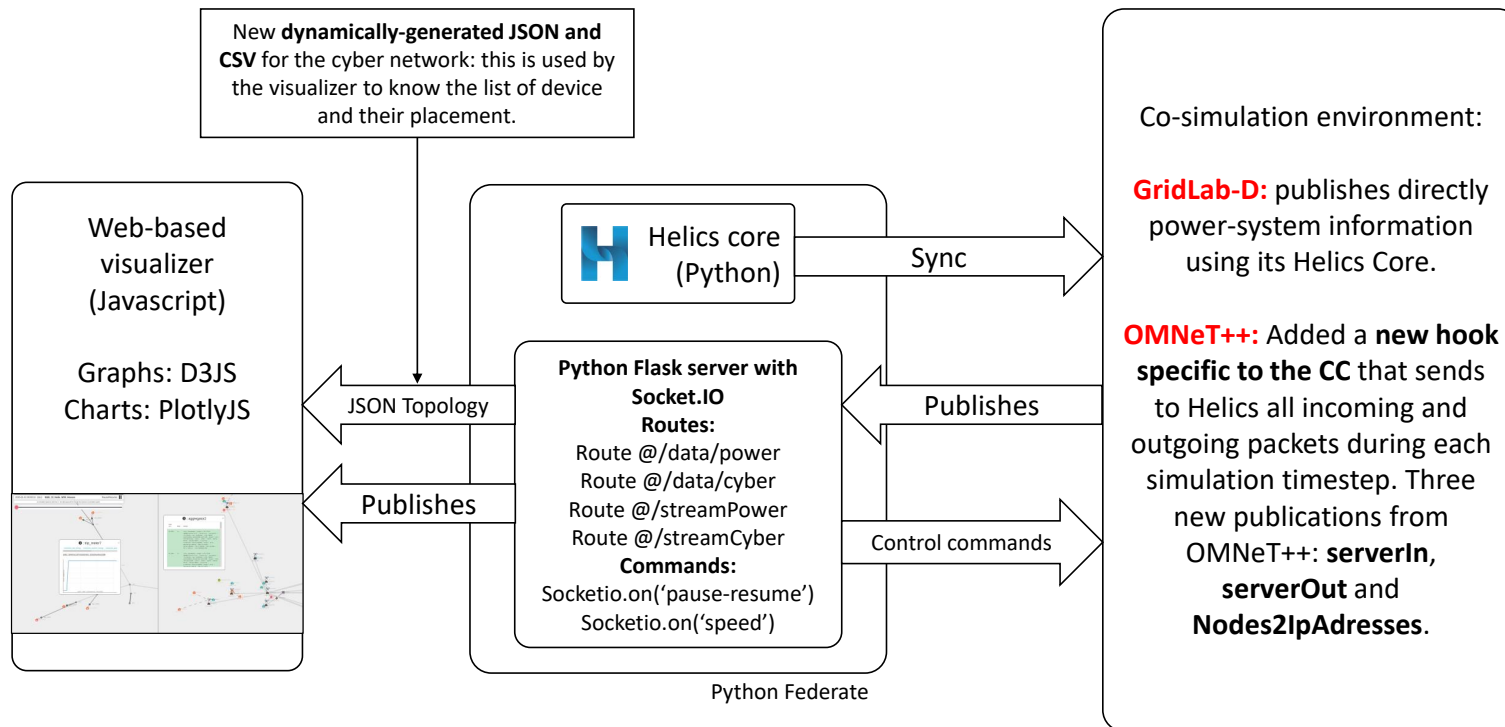 New dynamically-generated JSON and
CSV for the cyber network: this is used by
the visualizer to know the list of device
and their placement.
Web-based
visualizer
(Javascript)
Graphs: D3JS
Charts: PlotlyJS
JSON Topology
Publishes
Helics core
(Python)
Python Flask server with
Socket.IO
Routes:
Route @/data/power
Route @/data/cyber
Route @/streamPower
Route @/streamCyber
Commands:
Socketio.on(‘pause-resume’)
Socketio.on(‘speed’)
Python Federate
Sync
Publishes
Control commands
Co-simulation environment:
GridLab-D: publishes directly
power-system information
using its Helics Core.
OMNeT++: Added a new hook
specific to the CC that sends
to Helics all incoming and
outgoing packets during each
simulation timestep. Three
new publications from
OMNeT++: serverIn,
serverOut and
Nodes2IpAdresses.